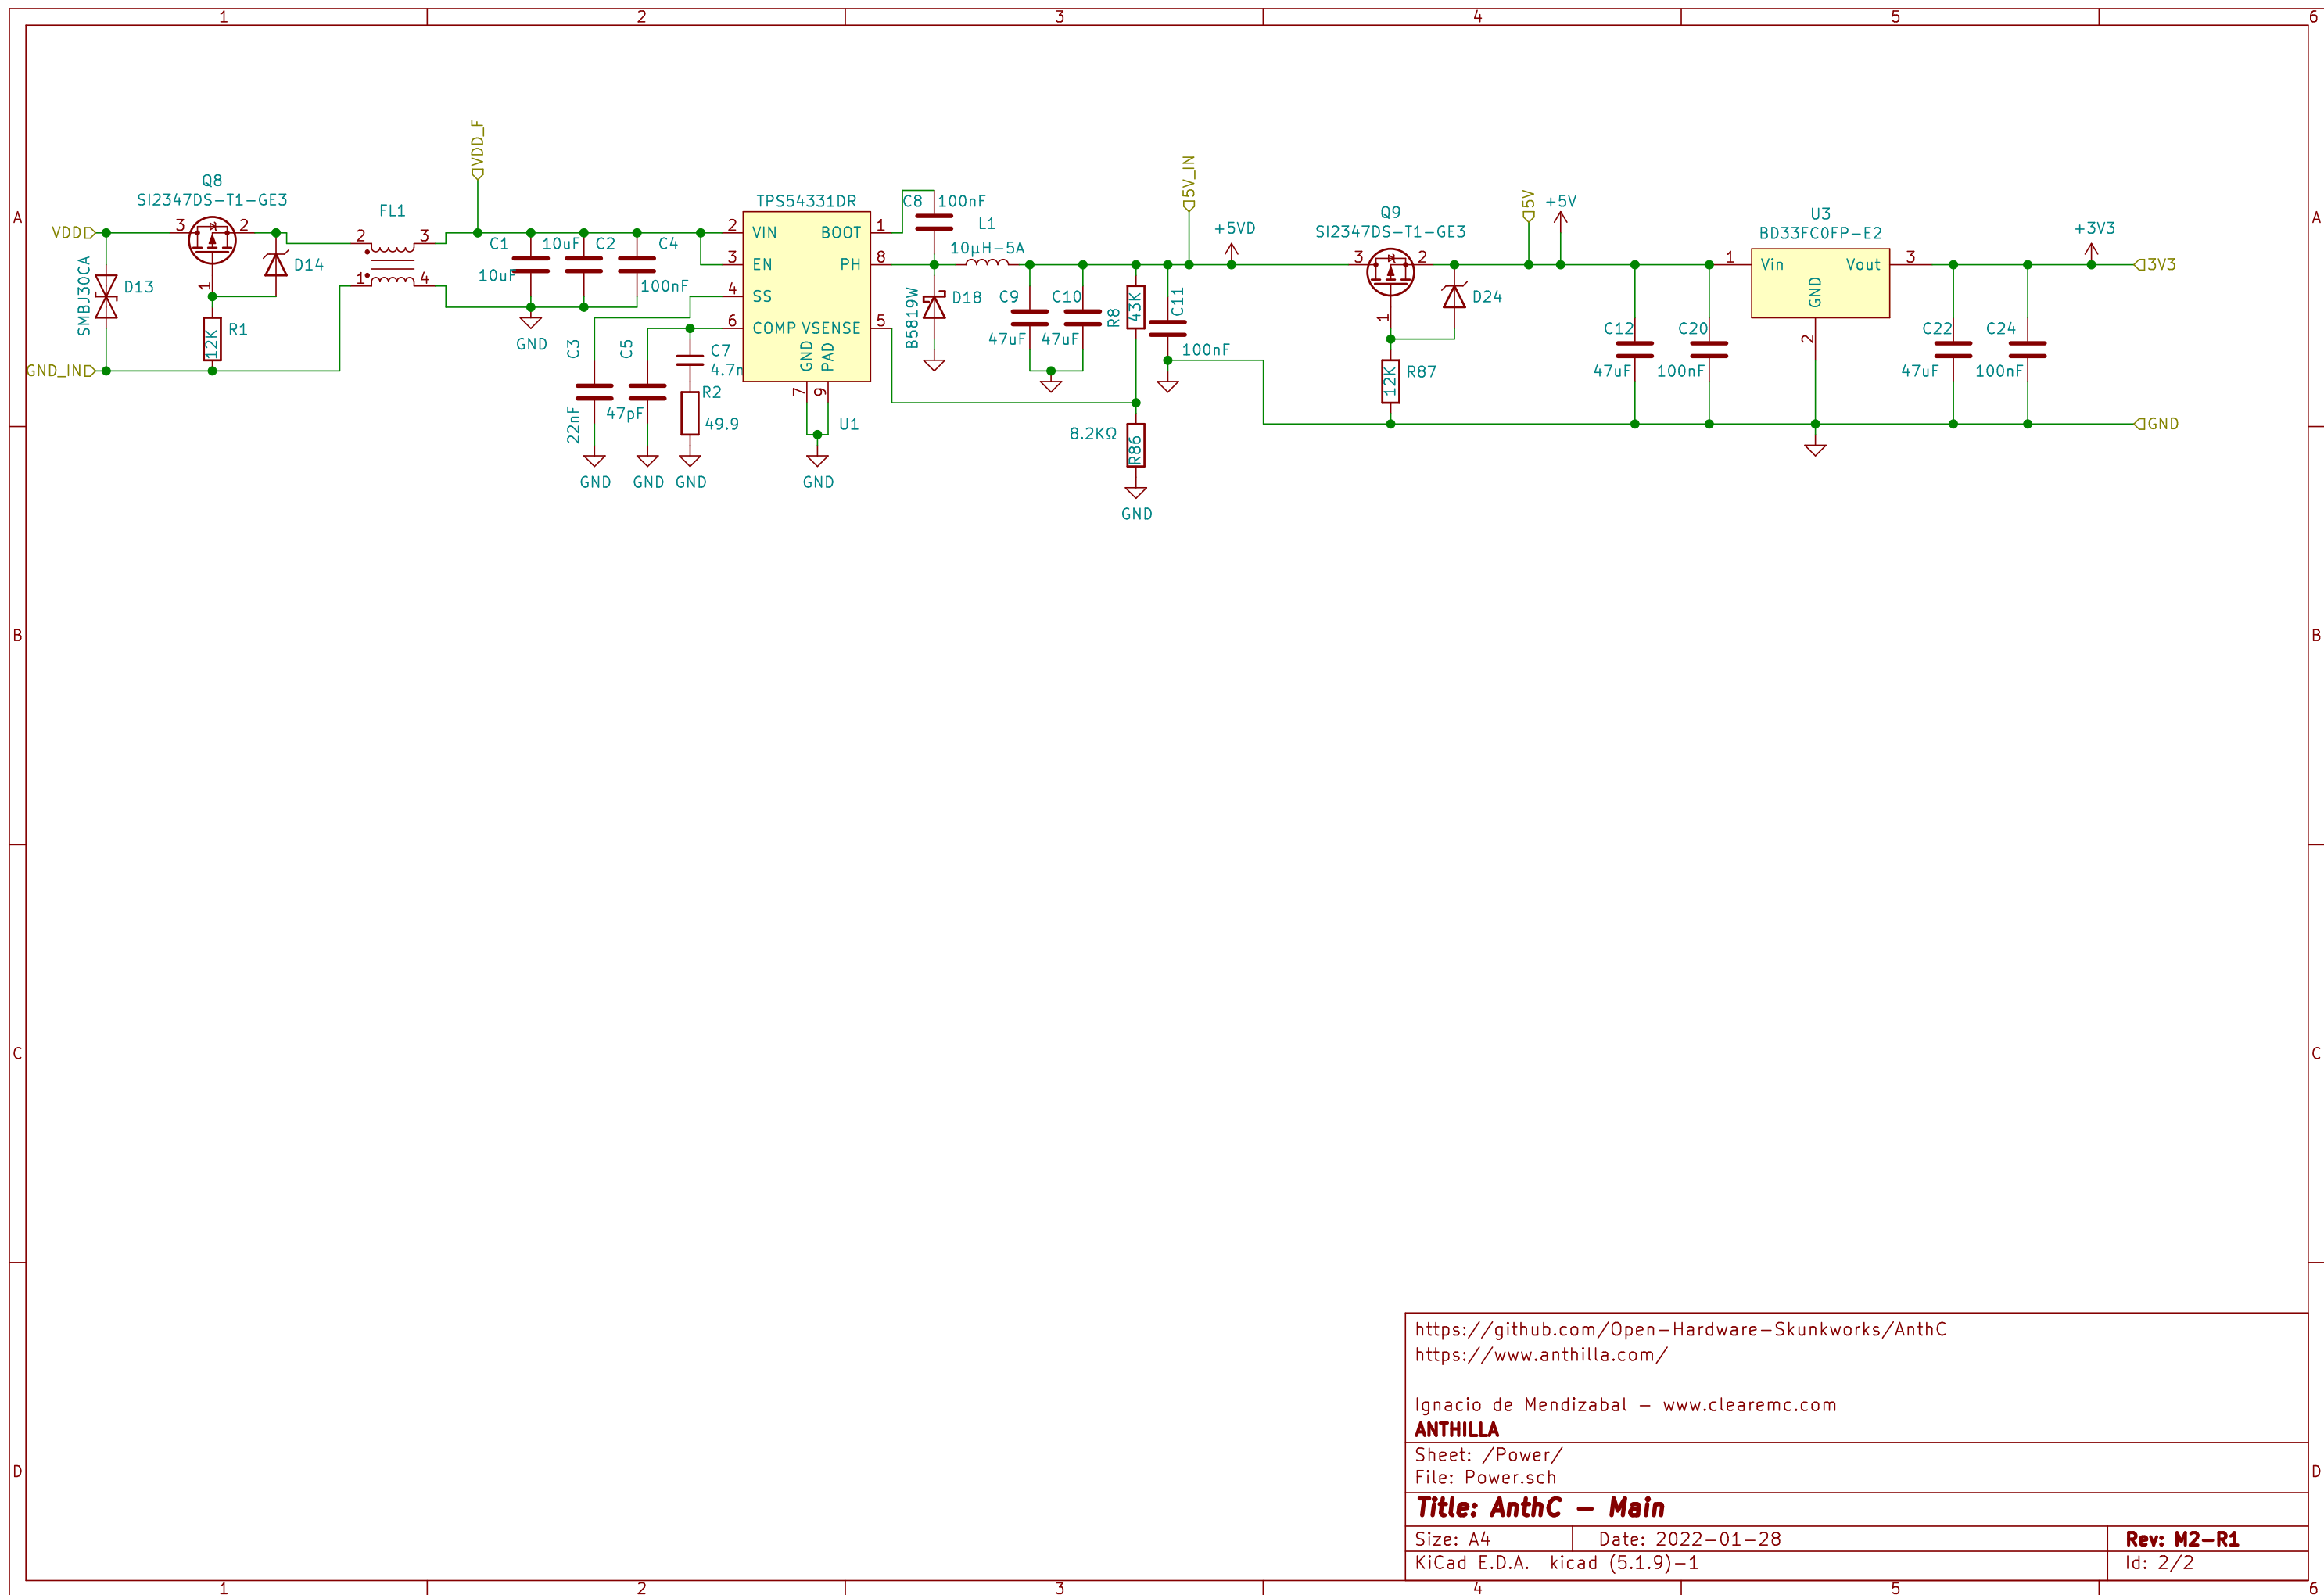 1 2 3 4 5 6
A A
B B
C C
D D
1 2 3 4 5 6
VDD
GND_IN
SMBJ30CA
D13
Q8
SI2347DS-T1-GE3
3 2
1
D14
12K
R1
FL1
2 3
1 4
VDD_F
C1
10uF
10uF
C2
C4
100nF
GND
C3
22nF
GND
C5
47pF
GND
C7
4.7n
R2
49.9
GND
TPS54331DR
2 VIN BOOT 1
3 EN PH 8
4 SS
6 COMP VSENSE 5
GND
PAD
7
9
U1
GND
C8
100nF
L1
10μH-5A
B5819W
D18
C9
47uF
C10
47uF
R8
43K
C11
100nF
8.2KΩ
R86
GND
5V_IN
+5VD
Q9
SI2347DS-T1-GE3
3 2
1
D24
12K
R87
5V
+5V
C12
47uF
C20
100nF
U3
BD33FC0FP-E2
1 Vin Vout 3
GND
2
C22
47uF
C24
100nF
+3V3
3V3
GND
https://github.com/Open-Hardware-Skunkworks/AnthC
https://www.anthilla.com/
Ignacio de Mendizabal - www.clearemc.com
ANTHILLA
Sheet: /Power/
File: Power.sch
Title: AnthC - Main
Size: A4 Date: 2022-01-28 Rev: M2-R1
KiCad E.D.A. kicad (5.1.9)-1 Id: 2/2